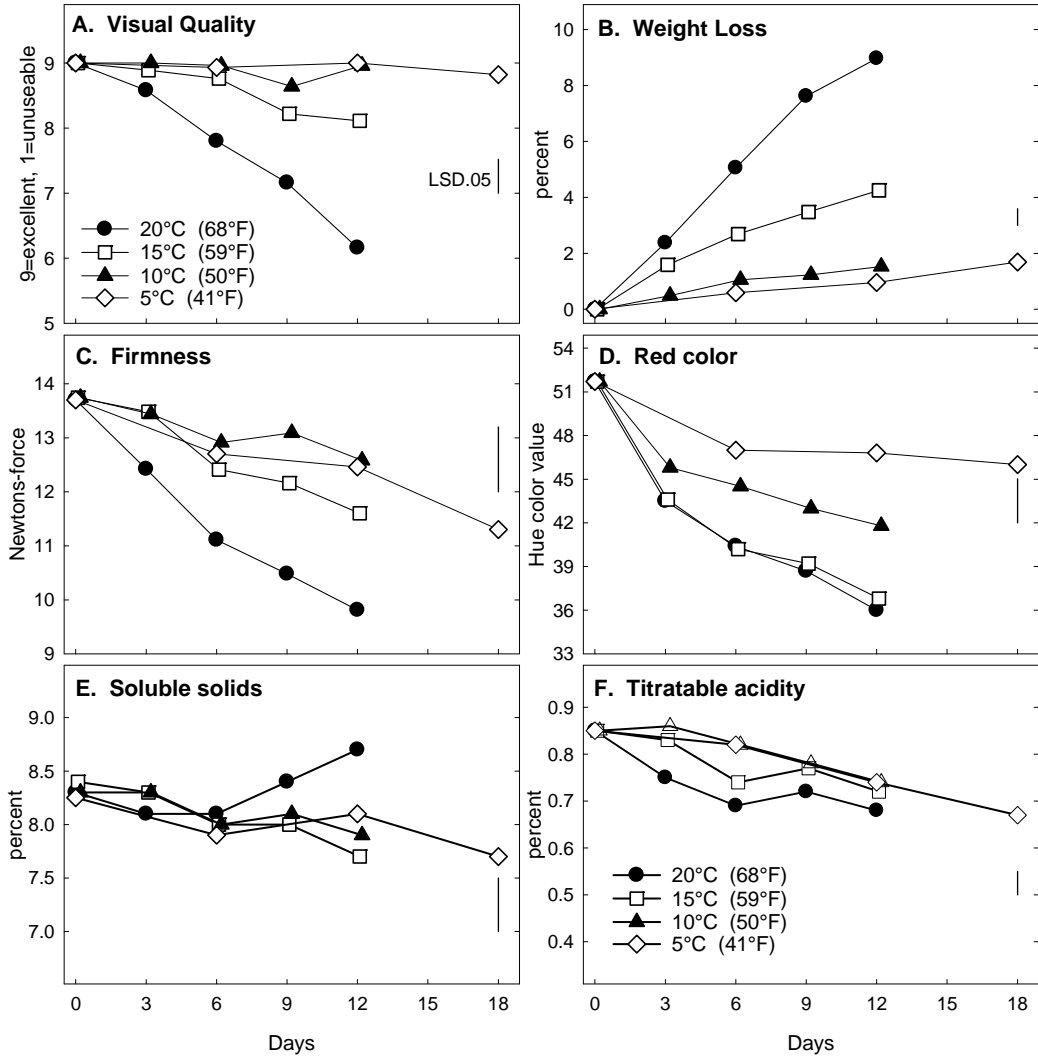 A. Visual Quality
9=excellent, 1=unuseable
9
8
7
6
5
LSD.05
20°C (68°F)
15°C (59°F)
10°C (50°F)
5°C (41°F)
B. Weight Loss
percent
10
8
6
4
2
0
C. Firmness
Newtons-force
14
13
12
11
10
9
D. Red color
Hue color value
54
51
48
45
42
39
36
33
E. Soluble solids
percent
9.0
8.5
8.0
7.5
7.0
0 3 6 9 12 15 18
Days
F. Titratable acidity
percent
0.9
0.8
0.7
0.6
0.5
0.4
20°C (68°F)
15°C (59°F)
10°C (50°F)
5°C (41°F)
0 3 6 9 12 15 18
Days